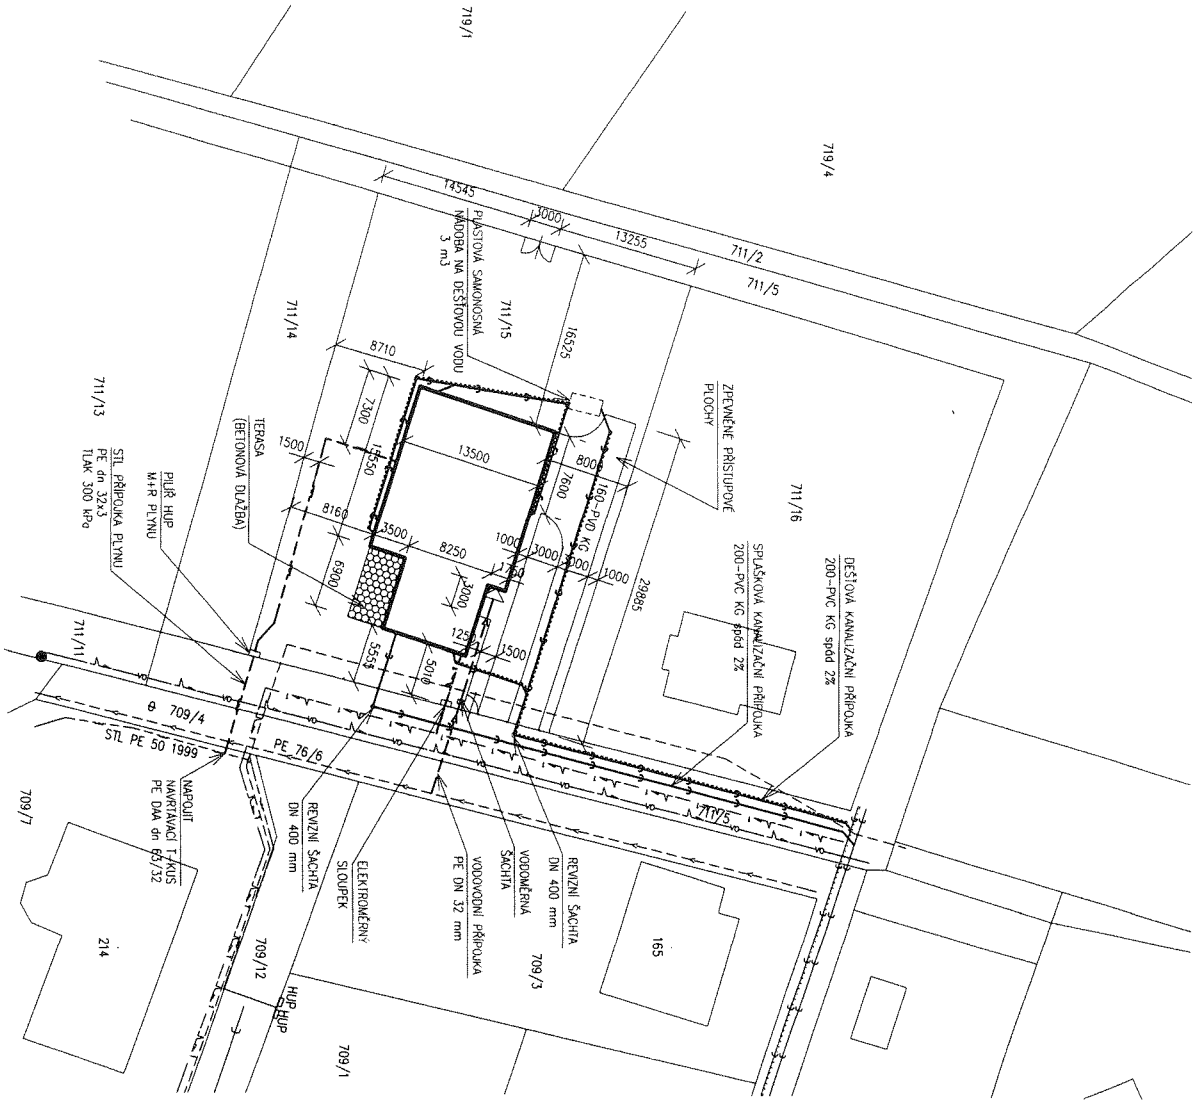 719/1
719/4
711/2
711/5
14545
3000
13255
PLASTOVÁ SAMONOSNÁ
NÁDOBA NA DEŠŤOVOU VODU
3 m3
711/15
711/14
711/13
711/16
16525
8710
7300
13500
7600
160-PVC KG
1500
8160
3500
8250
6900
1000
3000
3000
1000
29885
3000
1250
1500
5555
5010
ZPEVNĚNÉ PŘÍSTUPOVÉ
PLOCHY
TERASA
(BETONOVÁ DLAŽBA)
PILÍŘ HUP
M+R PLYNU
STL PŘÍPOJKA PLYNU
PE dn 32x3
TLAK 300 kPa
SPLAŠKOVÁ KANALIZAČNÍ PŘÍPOJKA
200-PVC KG spád 2%
DEŠŤOVÁ KANALIZAČNÍ PŘÍPOJKA
200-PVC KG spád 2%
711/11
709/4
STL PE 50 1999
PE 76/6
711/5
NAPOJIT
NAVRTÁVACÍ T-KUS
PE DAA dn 63/32
REVIZNÍ ŠACHTA
DN 400 mm
ELEKTROMĚRNÝ
SLOUPEK
VODOVODNÍ PŘÍPOJKA
PE DN 32 mm
VODOMĚRNÁ
ŠACHTA
REVIZNÍ ŠACHTA
DN 400 mm
709/7
214
709/12
HUP
HUP
709/3
165
709/1